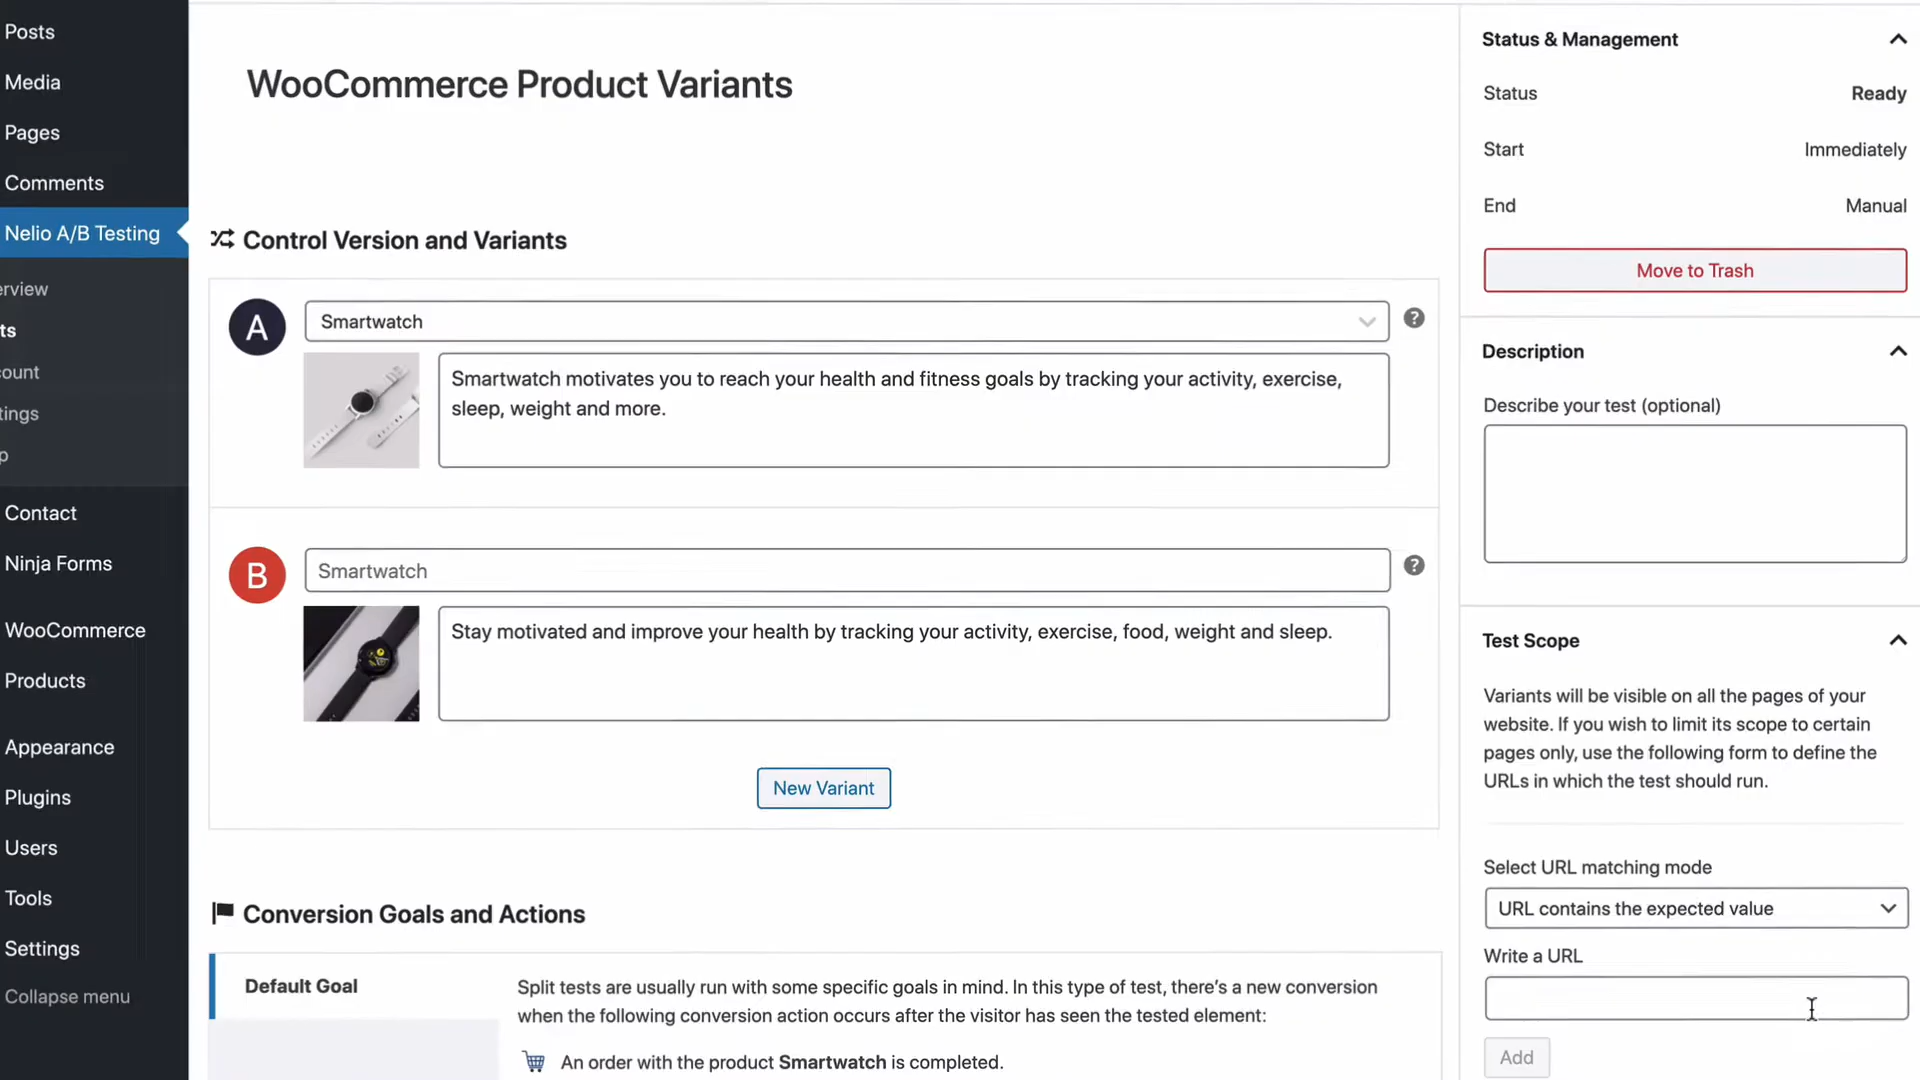 Posts
Media
Pages
Comments
Nelio A/B Testing
erview
ts
count
tings
p
Contact
Ninja Forms
WooCommerce
Products
Appearance
Plugins
Users
Tools
Settings
Collapse menu
WooCommerce Product Variants
Control Version and Variants
A
Smartwatch
?
Smartwatch motivates you to reach your health and fitness goals by tracking your activity, exercise,
sleep, weight and more.
B
Smartwatch
?
Stay motivated and improve your health by tracking your activity, exercise, food, weight and sleep.
New Variant
Conversion Goals and Actions
Default Goal
Split tests are usually run with some specific goals in mind. In this type of test, there's a new conversion
when the following conversion action occurs after the visitor has seen the tested element:
An order with the product Smartwatch is completed.
Status & Management
Status Ready
Start Immediately
End Manual
Move to Trash
Description
Describe your test (optional)
Test Scope
Variants will be visible on all the pages of your
website. If you wish to limit its scope to certain
pages only, use the following form to define the
URLs in which the test should run.
Select URL matching mode
URL contains the expected value
Write a URL
Add